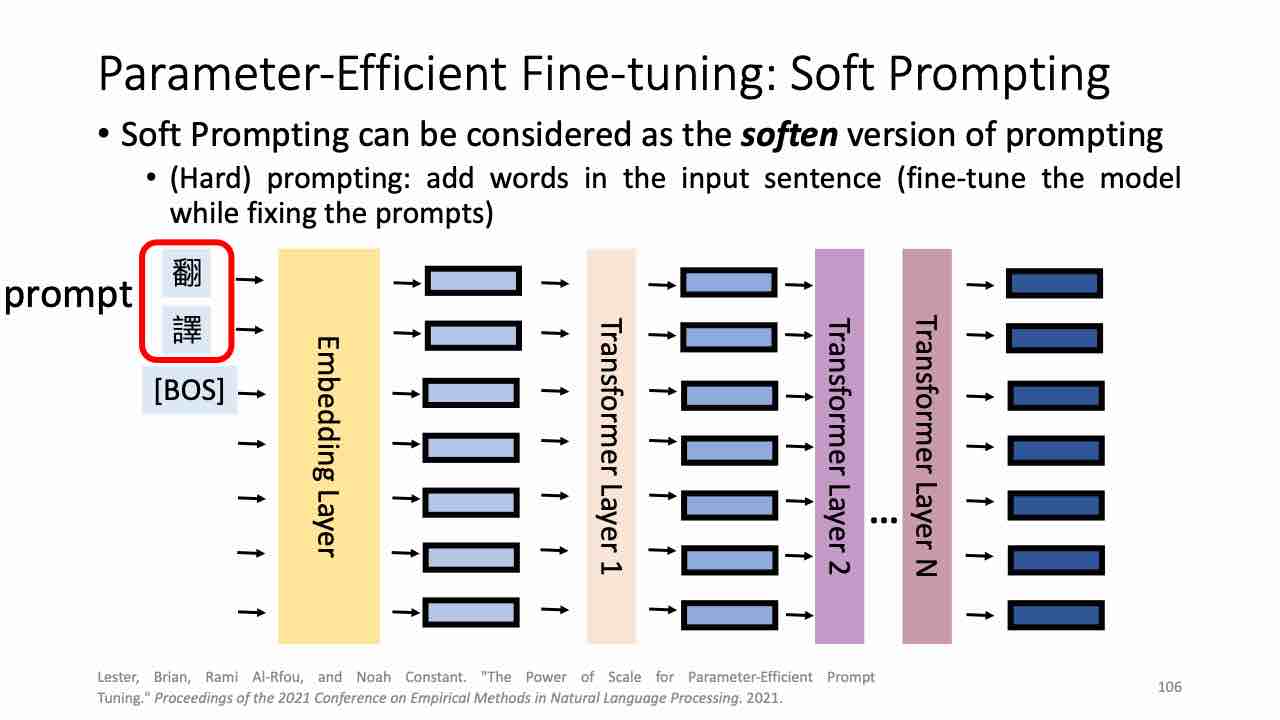 Parameter-Efficient Fine-tuning: Soft Prompting
• Soft Prompting can be considered as the soften version of prompting
• (Hard) prompting: add words in the input sentence (fine-tune the model
while fixing the prompts)
prompt
翻
譯
[BOS]
Embedding Layer
Transformer Layer 1
Transformer Layer 2
...
Transformer Layer N
Lester, Brian, Rami Al-Rfou, and Noah Constant. "The Power of Scale for Parameter-Efficient Prompt
Tuning." Proceedings of the 2021 Conference on Empirical Methods in Natural Language Processing. 2021.
106